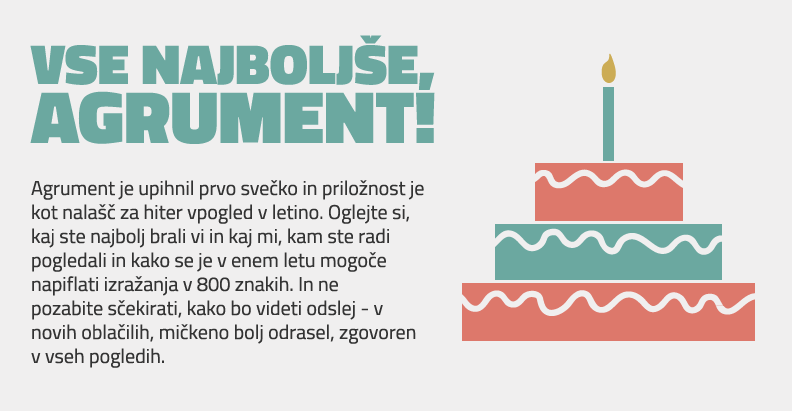 VSE NAJBOLJŠE,
AGRUMENT!
Agrument je upihnil prvo svečko in priložnost je
kot nalašč za hiter vpogled v letino. Oglejte si,
kaj ste najbolj brali vi in kaj mi, kam ste radi
pogledali in kako se je v enem letu mogoče
napiflati izražanja v 800 znakih. In ne
pozabite sčekirati, kako bo videti odslej - v
novih oblačilih, mičkeno bolj odrasel, zgovoren
v vseh pogledih.